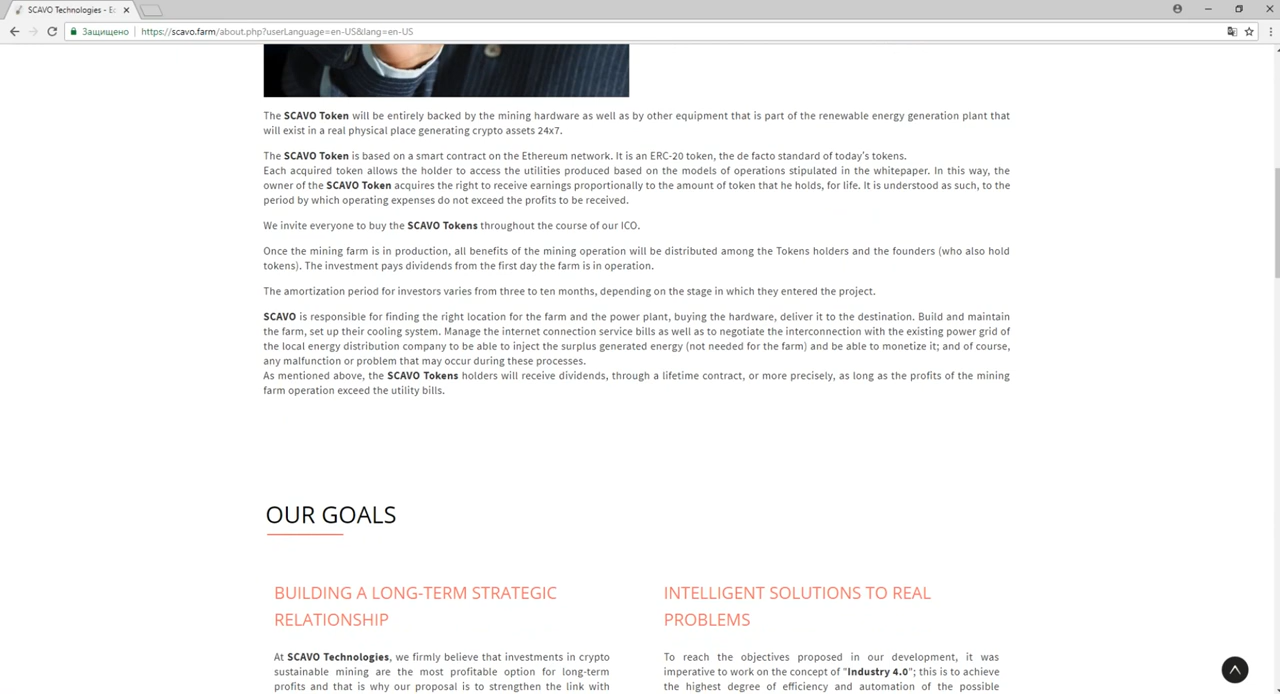 SCAVO Technologies - Ec
Защищено
https://scavo.farm/about.php?userLanguage=en-US&lang=en-US
The SCAVO Token will be entirely backed by the mining hardware as well as by other equipment that is part of the renewable energy generation plant that
will exist in a real physical place generating crypto assets 24x7.
The SCAVO Token is based on a smart contract on the Ethereum network. It is an ERC-20 token, the de facto standard of today's tokens.
Each acquired token allows the holder to access the utilities produced based on the models of operations stipulated in the whitepaper. In this way, the
owner of the SCAVO Token acquires the right to receive earnings proportionally to the amount of token that he holds, for life. It is understood as such, to the
period by which operating expenses do not exceed the profits to be received.
We invite everyone to buy the SCAVO Tokens throughout the course of our ICO.
Once the mining farm is in production, all benefits of the mining operation will be distributed among the Tokens holders and the founders (who also hold
tokens). The investment pays dividends from the first day the farm is in operation.
The amortization period for investors varies from three to ten months, depending on the stage in which they entered the project.
SCAVO is responsible for finding the right location for the farm and the power plant, buying the hardware, deliver it to the destination. Build and maintain
the farm, set up their cooling system. Manage the internet connection service bills as well as to negotiate the interconnection with the existing power grid of
the local energy distribution company to be able to inject the surplus generated energy (not needed for the farm) and be able to monetize it; and of course,
any malfunction or problem that may occur during these processes.
As mentioned above, the SCAVO Tokens holders will receive dividends, through a lifetime contract, or more precisely, as long as the profits of the mining
farm operation exceed the utility bills.
OUR GOALS
BUILDING A LONG-TERM STRATEGIC
RELATIONSHIP
At SCAVO Technologies, we firmly believe that investments in crypto
sustainable mining are the most profitable option for long-term
profits and that is why our proposal is to strengthen the link with
INTELLIGENT SOLUTIONS TO REAL
PROBLEMS
To reach the objectives proposed in our development, it was
imperative to work on the concept of "Industry 4.0"; this is to achieve
the highest degree of efficiency and automation of the possible